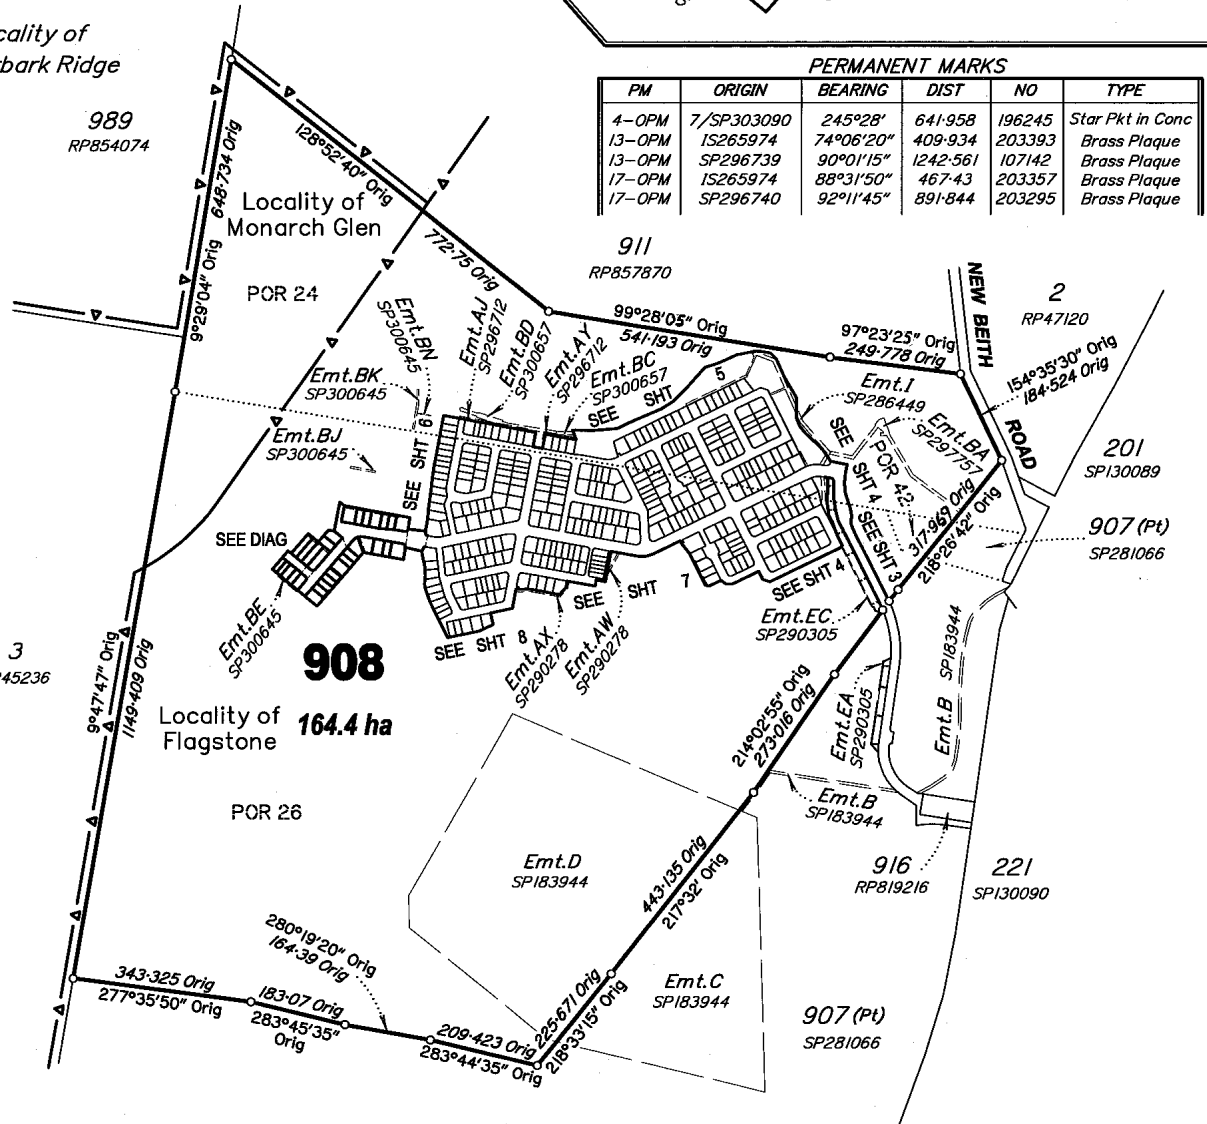 cality of
bark Ridge
989
RP854074
PERMANENT MARKS
PM ORIGIN BEARING DIST NO TYPE
4-OPM 7/SP303090 245°28' 641·958 196245 Star Pkt in Conc
13-OPM IS265974 74°06'20" 409·934 203393 Brass Plaque
13-OPM SP296739 90°01'15" 1242·561 107142 Brass Plaque
17-OPM IS265974 88°31'50" 467·43 203357 Brass Plaque
17-OPM SP296740 92°11'45" 891·844 203295 Brass Plaque
128°52'40" Orig
772·75 Orig
9°29'04" Orig
648·734 Orig
Locality of
Monarch Glen
POR 24
911
RP857870
99°28'05" Orig
541·193 Orig
97°23'25" Orig
249·778 Orig
NEW BEITH
ROAD
2
RP47120
154°35'30" Orig
184·524 Orig
201
SP130089
907 (Pt)
SP281066
Emt.BN
SP300645
Emt.AJ
SP296712
Emt.BD
SP300657
Emt.AY
SP296712
Emt.BC
SP300657
Emt.BK
SP300645
Emt.BJ
SP300645
SEE SHT 5
SEE SHT 6
Emt.I
SP286449
Emt.BA
SP297757
POR 42
SEE SHT 4
SEE SHT 3
317·969 Orig
218°26'42" Orig
SEE DIAG
SEE SHT 7
SEE SHT 4
SEE SHT 8
Emt.BE
SP300645
Emt.AX
SP290278
Emt.AW
SP290278
Emt.EC
SP290305
Emt.EA
SP290305
Emt.B SP183944
3
45236
908
164.4 ha
Locality of
Flagstone
9°47'47" Orig
1149·409 Orig
214°02'55" Orig
273·016 Orig
Emt.B
SP183944
POR 26
Emt.D
SP183944
443·135 Orig
217°32' Orig
916
RP819216
221
SP130090
280°19'20" Orig
164·39 Orig
343·325 Orig
277°35'50" Orig
183·07 Orig
283°45'35"
Orig
209·423 Orig
283°44'35" Orig
225·671 Orig
218°33'15" Orig
Emt.C
SP183944
907 (Pt)
SP281066